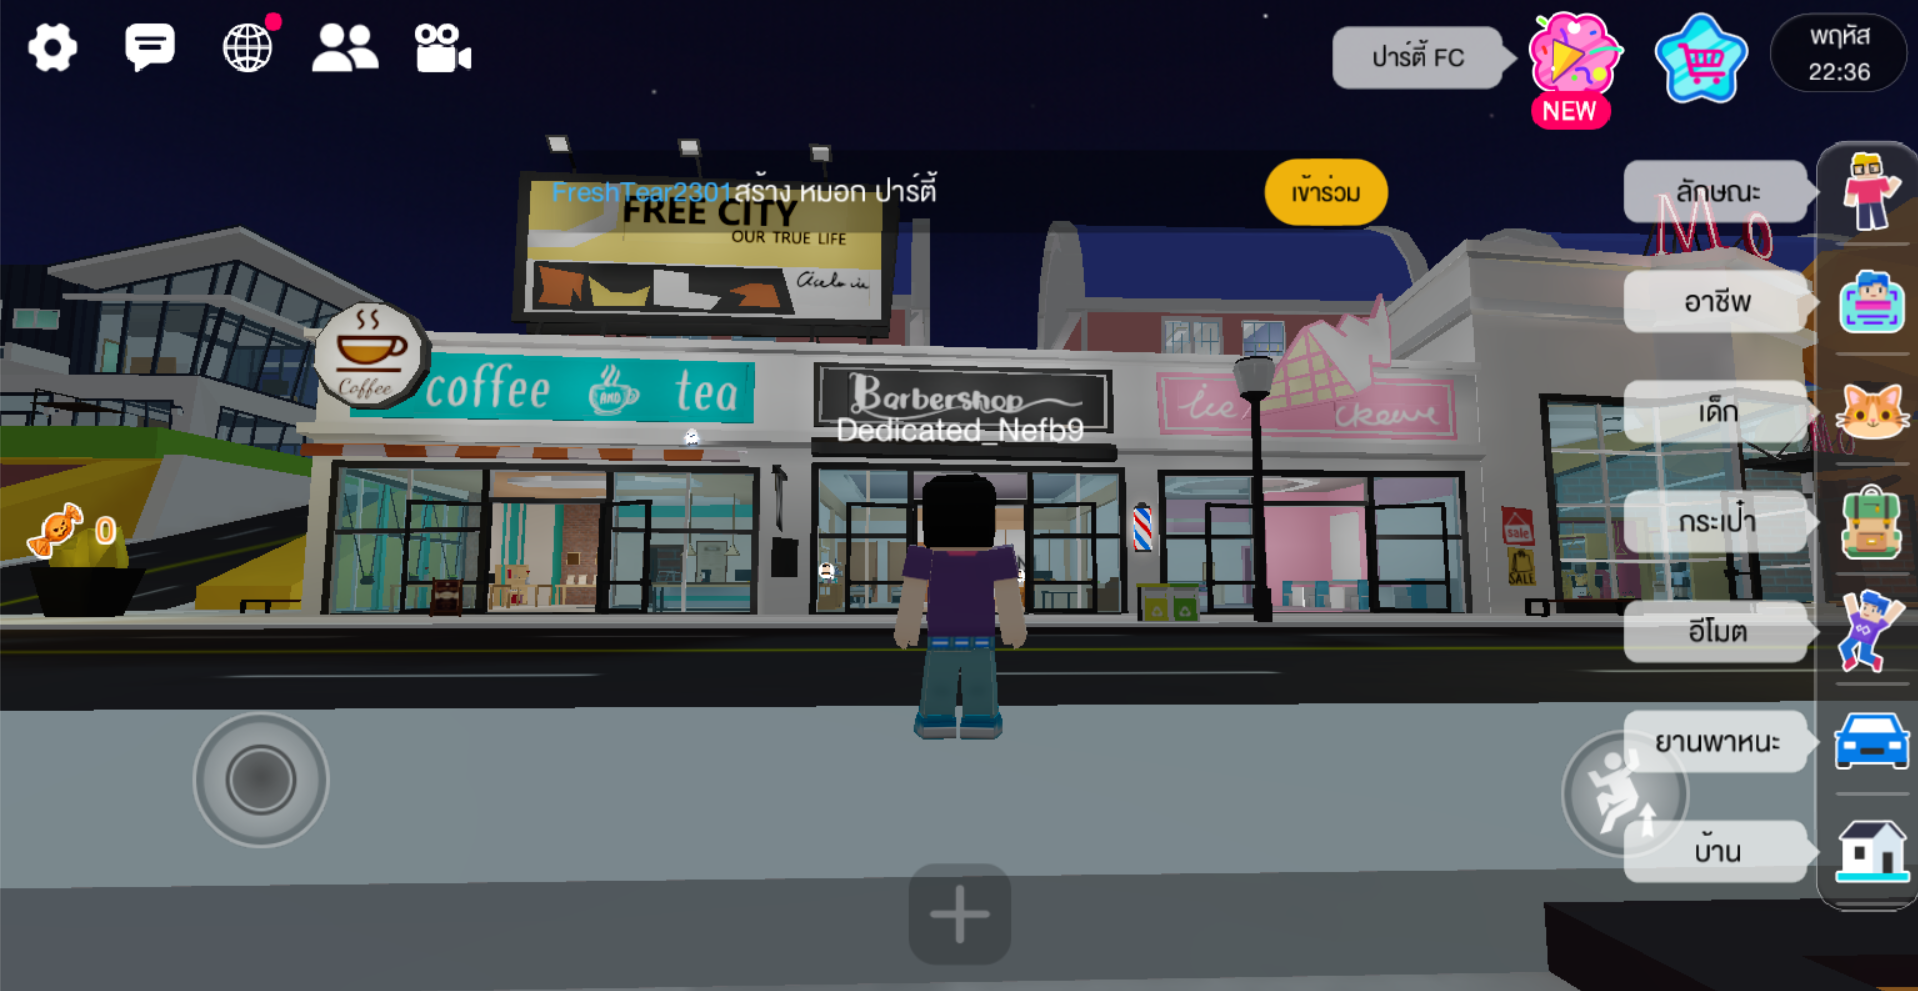 ปาร์ตี้ FC
NEW
พฤหัส
22:36
FreshTear2301สร้าง หมอก ปาร์ตี้
เข้าร่วม
FREE CITY
OUR TRUE LIFE
ลักษณะ
Mo
อาชีพ
Coffee
coffee AND tea
Barbershop
Dedicated_Nefb9
Ice
เด็ก
0
กระเป๋า
sale
SALE
อีโมต
ยานพาหนะ
บ้าน